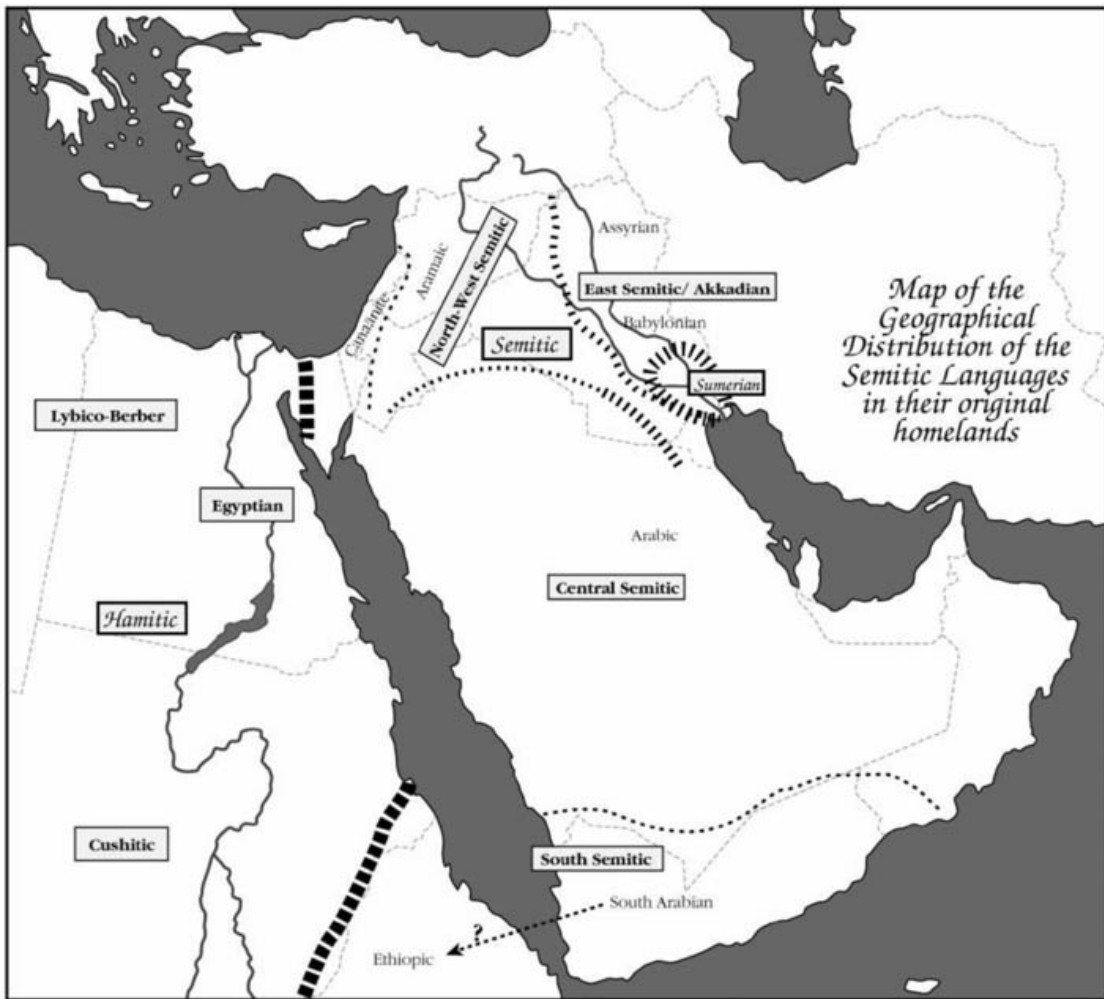 Map of the
Geographical
Distribution of the
Semitic Languages
in their original
homelands
Assyrian
Aramaic
North-West Semitic
East Semitic/ Akkadian
Canaanite
Babylonian
Semitic
Sumerian
Lybico-Berber
Egyptian
Arabic
Central Semitic
Hamitic
Cushitic
South Semitic
South Arabian
?
Ethiopic